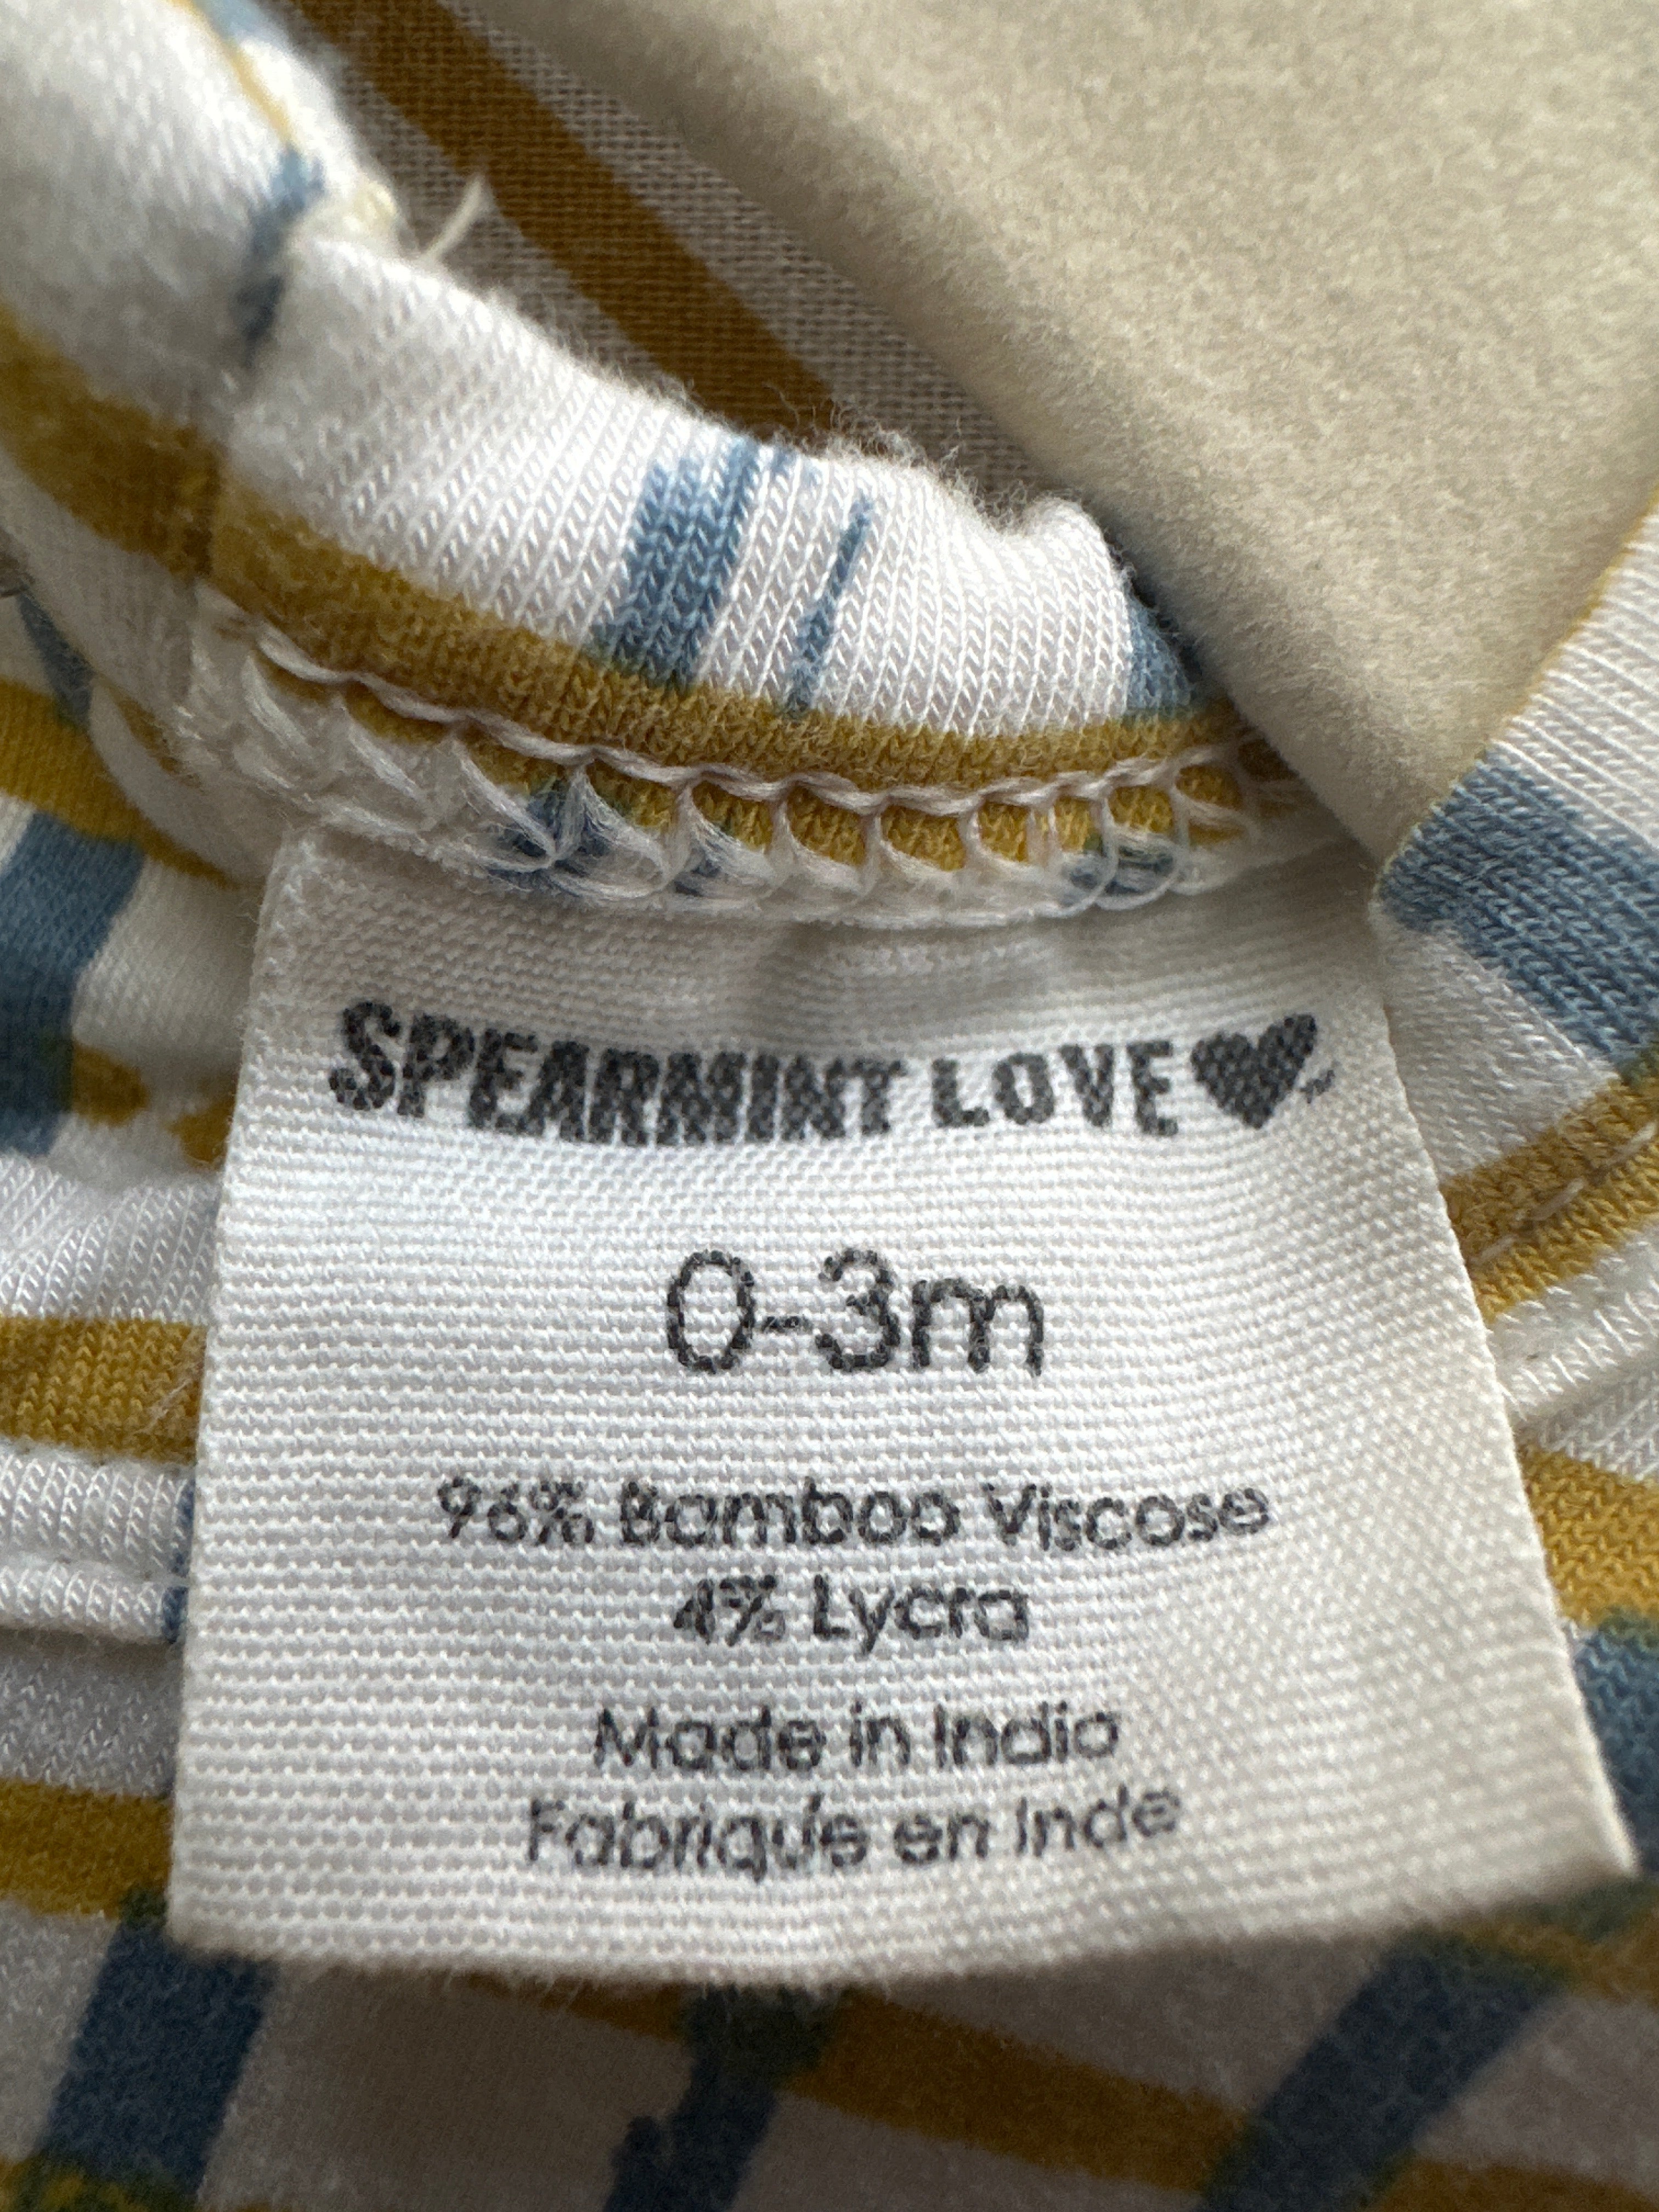 SPEARMINT LOVE
0-3m
96% Bamboo Viscose
4% Lycra
Made in India
Fabriqué en Inde